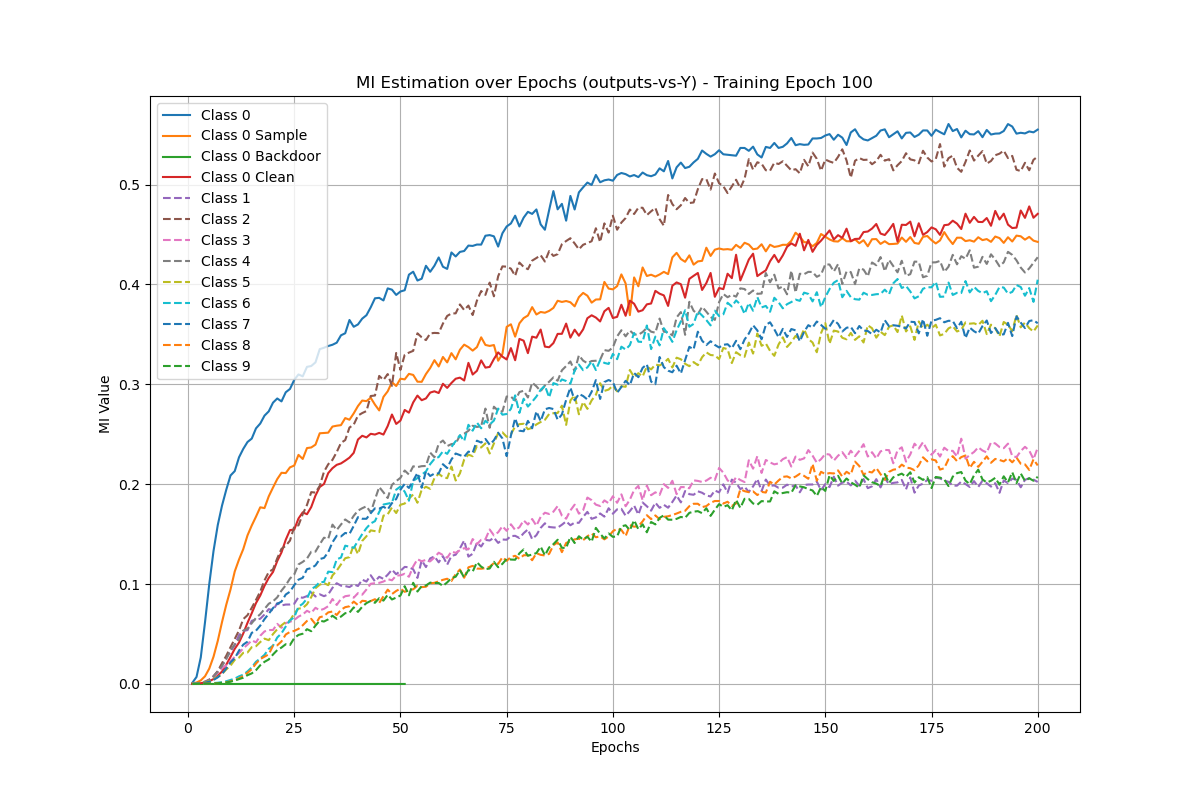 MI Estimation over Epochs (outputs-vs-Y) - Training Epoch 100
Class 0
Class 0 Sample
Class 0 Backdoor
Class 0 Clean
Class 1
Class 2
Class 3
Class 4
Class 5
Class 6
Class 7
Class 8
Class 9
MI Value
0.5
0.4
0.3
0.2
0.1
0.0
0 25 50 75 100 125 150 175 200
Epochs